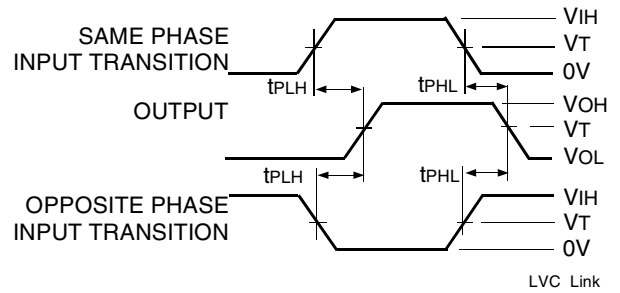 SAME PHASE
INPUT TRANSITION
VIH
VT
0V
tPLH
tPHL
OUTPUT
VOH
VT
VOL
tPLH
tPHL
OPPOSITE PHASE
INPUT TRANSITION
VIH
VT
0V
LVC Link